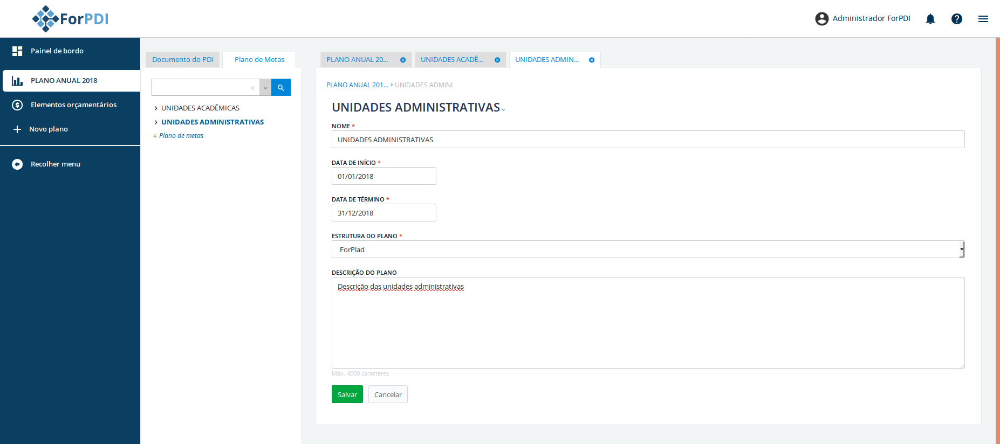 ForPDI
Administrador ForPDI
Painel de bordo
PLANO ANUAL 2018
Elementos orçamentários
Novo plano
Recolher menu
Documento do PDI
Plano de Metas
UNIDADES ACADÊMICAS
UNIDADES ADMINISTRATIVAS
+ Plano de metas
PLANO ANUAL 20...
UNIDADES ACADÊ...
UNIDADES ADMIN...
PLANO ANUAL 201... › UNIDADES ADMINI
UNIDADES ADMINISTRATIVAS
NOME *
UNIDADES ADMINISTRATIVAS
DATA DE INÍCIO *
01/01/2018
DATA DE TÉRMINO *
31/12/2018
ESTRUTURA DO PLANO *
ForPlad
DESCRIÇÃO DO PLANO
Descrição das unidades administrativas
Máx. 4000 caracteres
Salvar
Cancelar